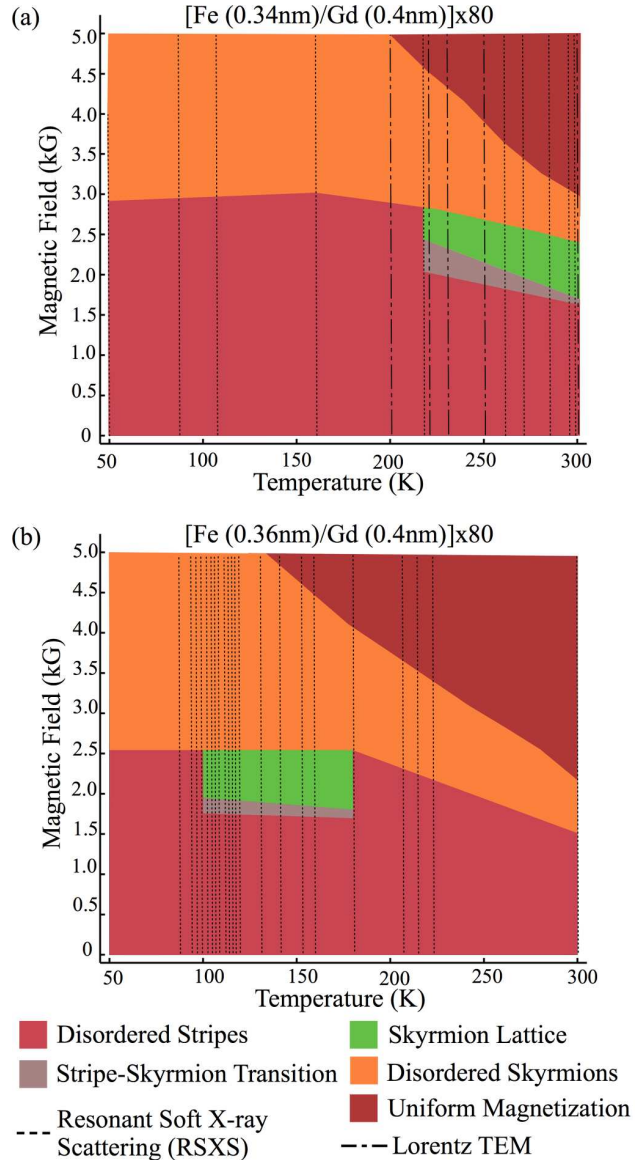 (a)
[Fe (0.34nm)/Gd (0.4nm)]x80
5.0
4.5
4.0
3.5
3.0
2.5
2.0
1.5
1.0
0.5
0
Magnetic Field (kG)
50 100 150 200 250 300
Temperature (K)
(b)
[Fe (0.36nm)/Gd (0.4nm)]x80
5.0
4.5
4.0
3.5
3.0
2.5
2.0
1.5
1.0
0.5
0
Magnetic Field (kG)
50 100 150 200 250 300
Temperature (K)
Disordered Stripes
Skyrmion Lattice
Stripe-Skyrmion Transition
Disordered Skyrmions
Uniform Magnetization
Resonant Soft X-ray
Scattering (RSXS)
Lorentz TEM